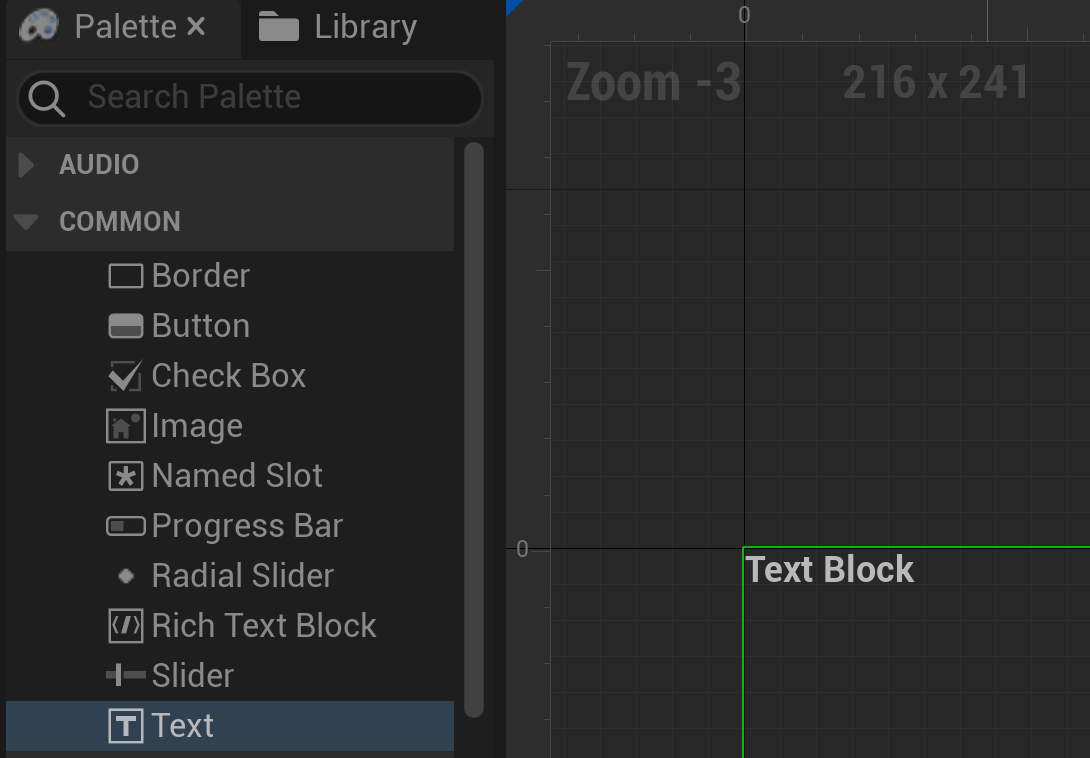 Palette Library
Search Palette
AUDIO
COMMON
Border
Button
Check Box
Image
Named Slot
Progress Bar
Radial Slider
Rich Text Block
Slider
Text
0
Zoom -3 216 x 241
0
Text Block